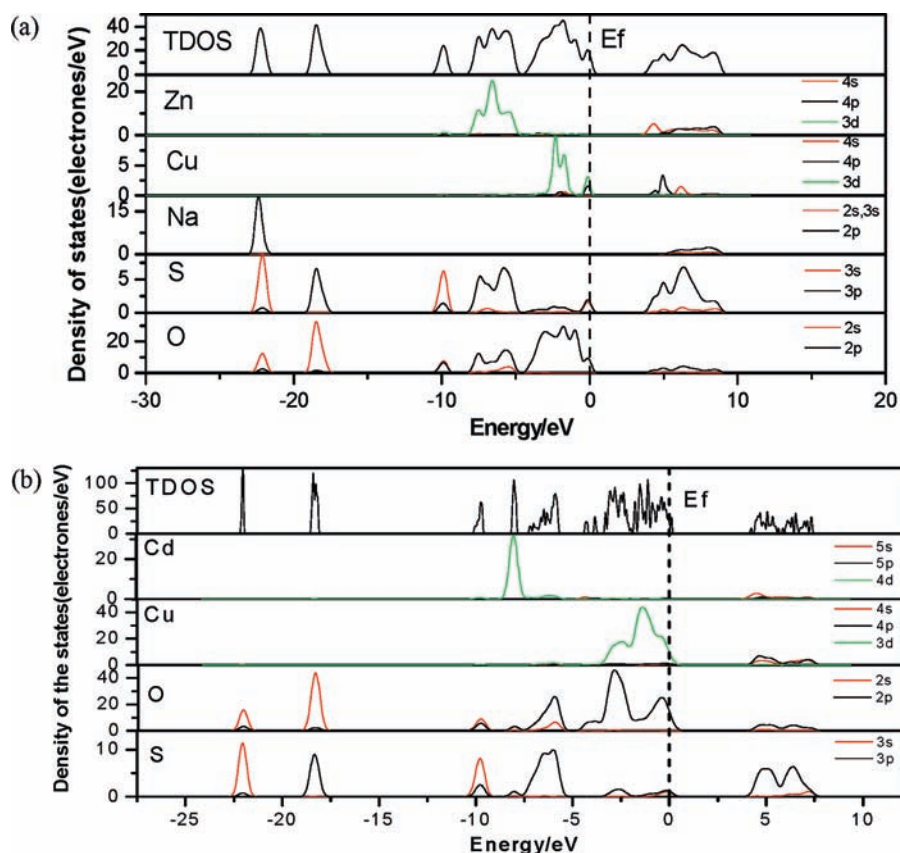 (a)
Density of states(electrones/eV)
40
20
0
TDOS
Ef
20
0
Zn
4s
4p
3d
5
0
Cu
4s
4p
3d
15
0
Na
2s,3s
2p
5
0
S
3s
3p
20
0
O
2s
2p
-30 -20 -10 0 10 20
Energy/eV
(b)
Density of the states(electrones/eV)
125
100
75
50
25
0
TDOS
Ef
20
0
Cd
5s
5p
4d
40
20
0
Cu
4s
4p
3d
40
20
0
O
2s
2p
10
0
S
3s
3p
-25 -20 -15 -10 -5 0 5 10
Energy/eV